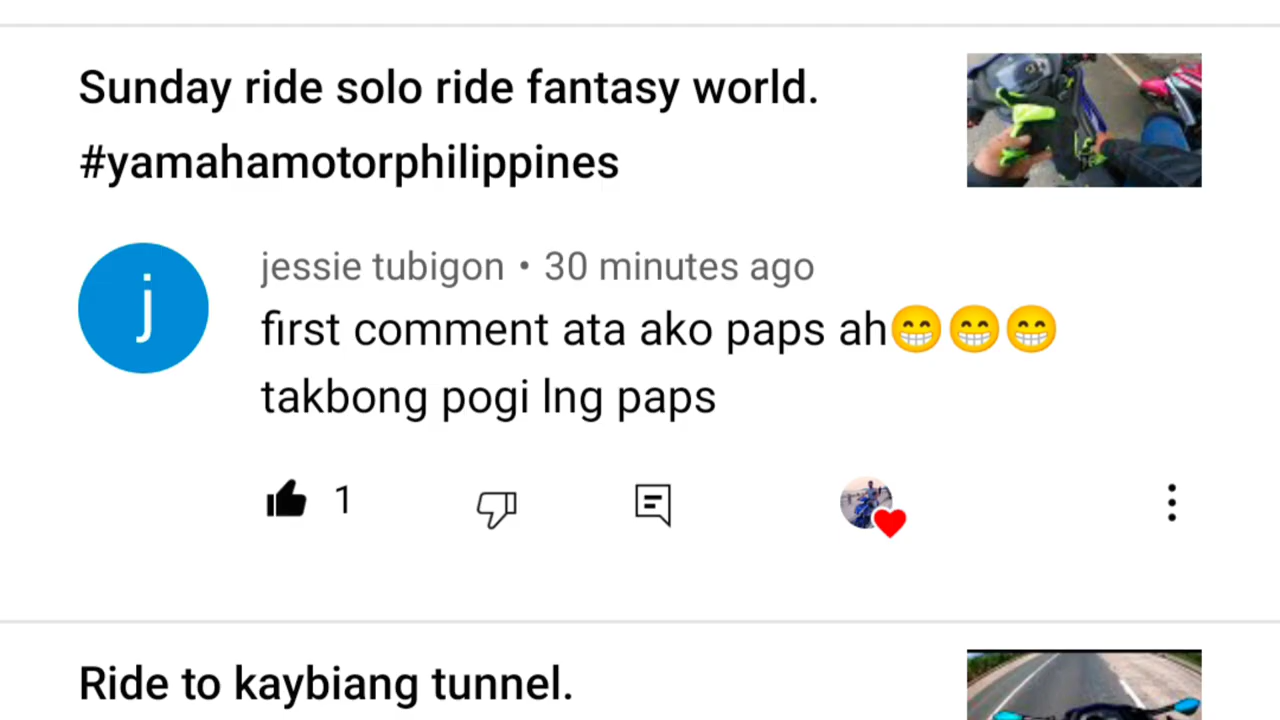 Sunday ride solo ride fantasy world.
#yamahamotorphilippines
j
jessie tubigon • 30 minutes ago
first comment ata ako paps ah😁😁😁
takbong pogi lng paps
1
Ride to kaybiang tunnel.